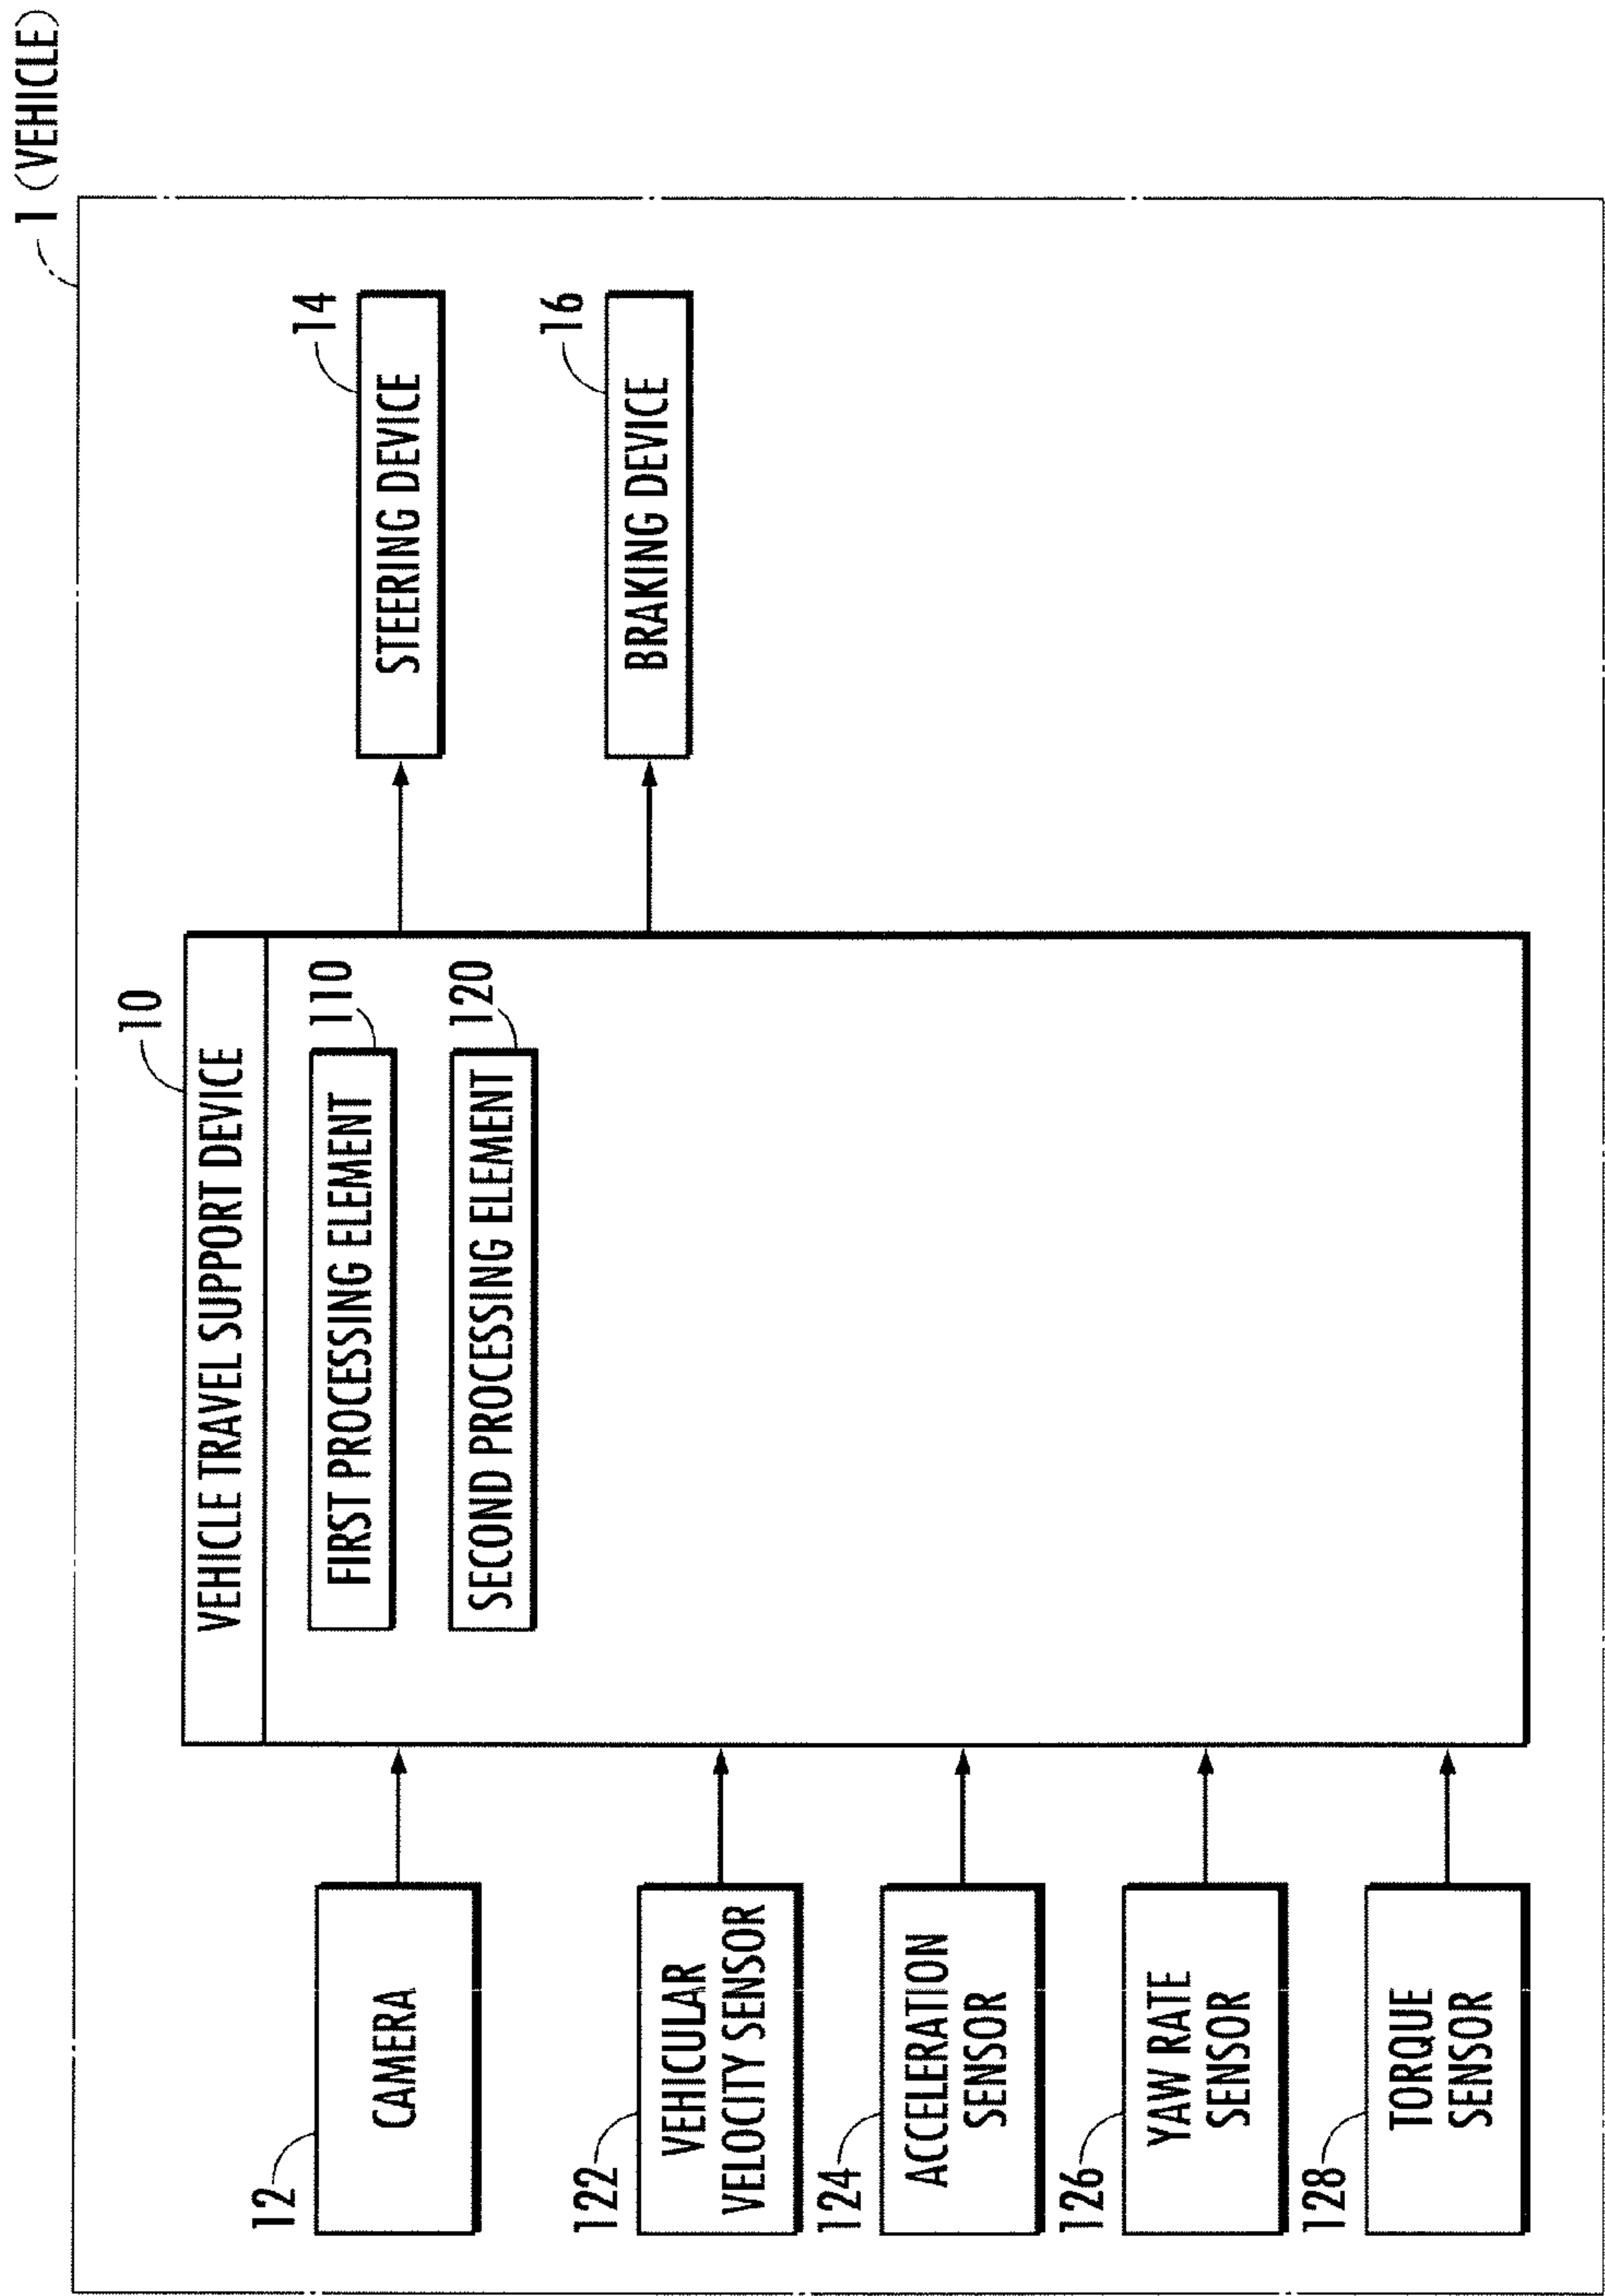 1 (VEHICLE)
10
VEHICLE TRAVEL SUPPORT DEVICE
12
CAMERA
FIRST PROCESSING ELEMENT
110
14
STEERING DEVICE
SECOND PROCESSING ELEMENT
120
16
BRAKING DEVICE
122
VEHICULAR
VELOCITY SENSOR
124
ACCELERATION
SENSOR
126
YAW RATE
SENSOR
128
TORQUE
SENSOR